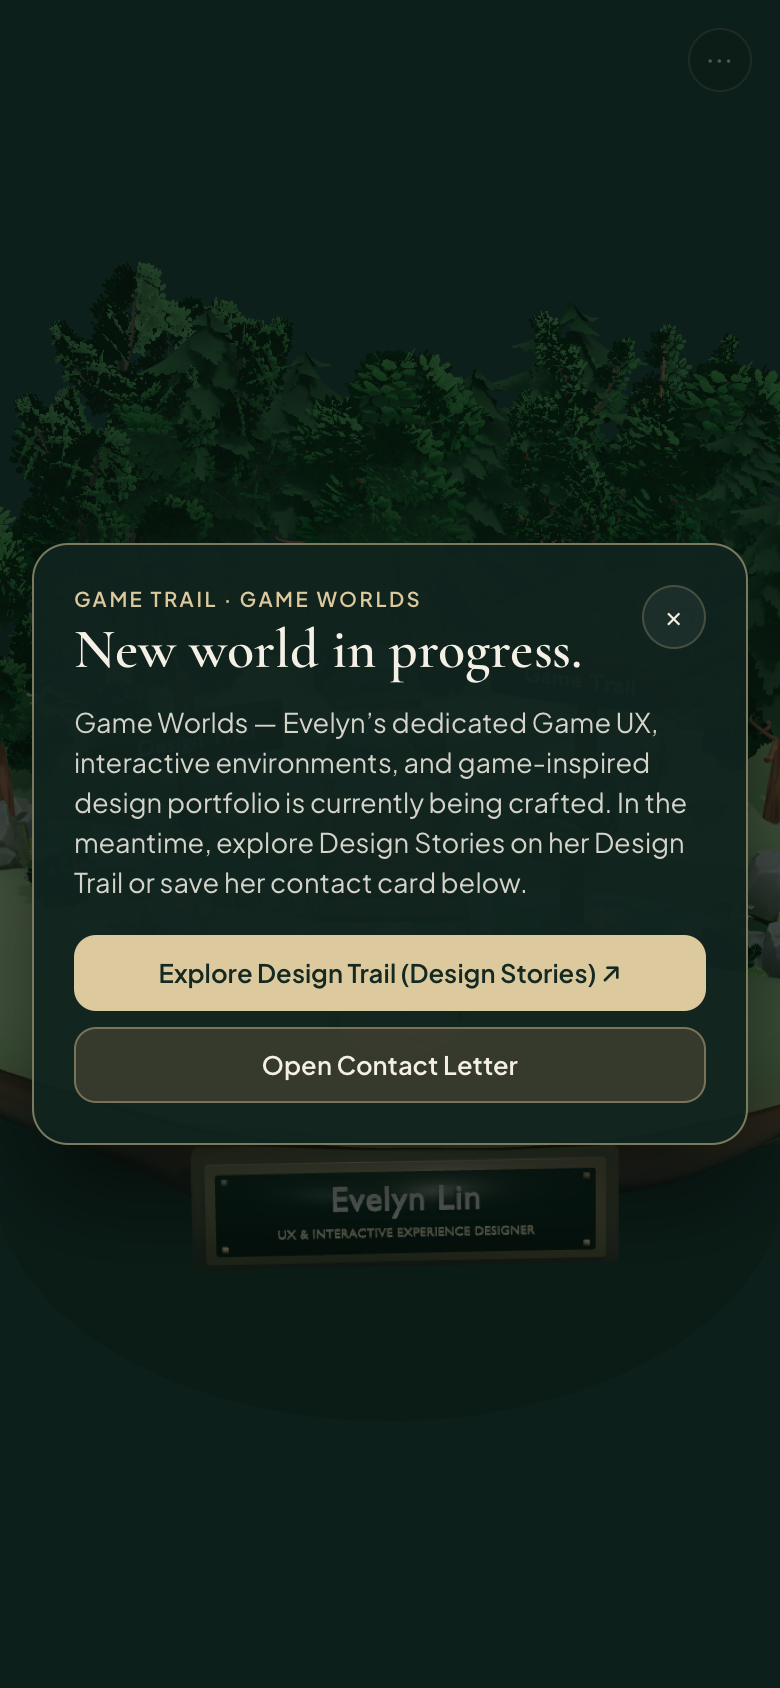 GAME TRAIL · GAME WORLDS
New world in progress.
×
Game Trail
Game Worlds — Evelyn’s dedicated Game UX,
interactive environments, and game-inspired
design portfolio is currently being crafted. In the
meantime, explore Design Stories on her Design
Trail or save her contact card below.
Explore Design Trail (Design Stories) ↗
Open Contact Letter
Evelyn Lin
UX & INTERACTIVE EXPERIENCE DESIGNER